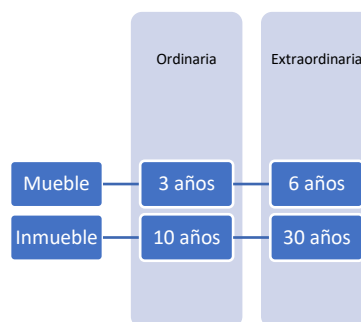 Ordinaria Extraordinaria
Mueble 3 años 6 años
Inmueble 10 años 30 años